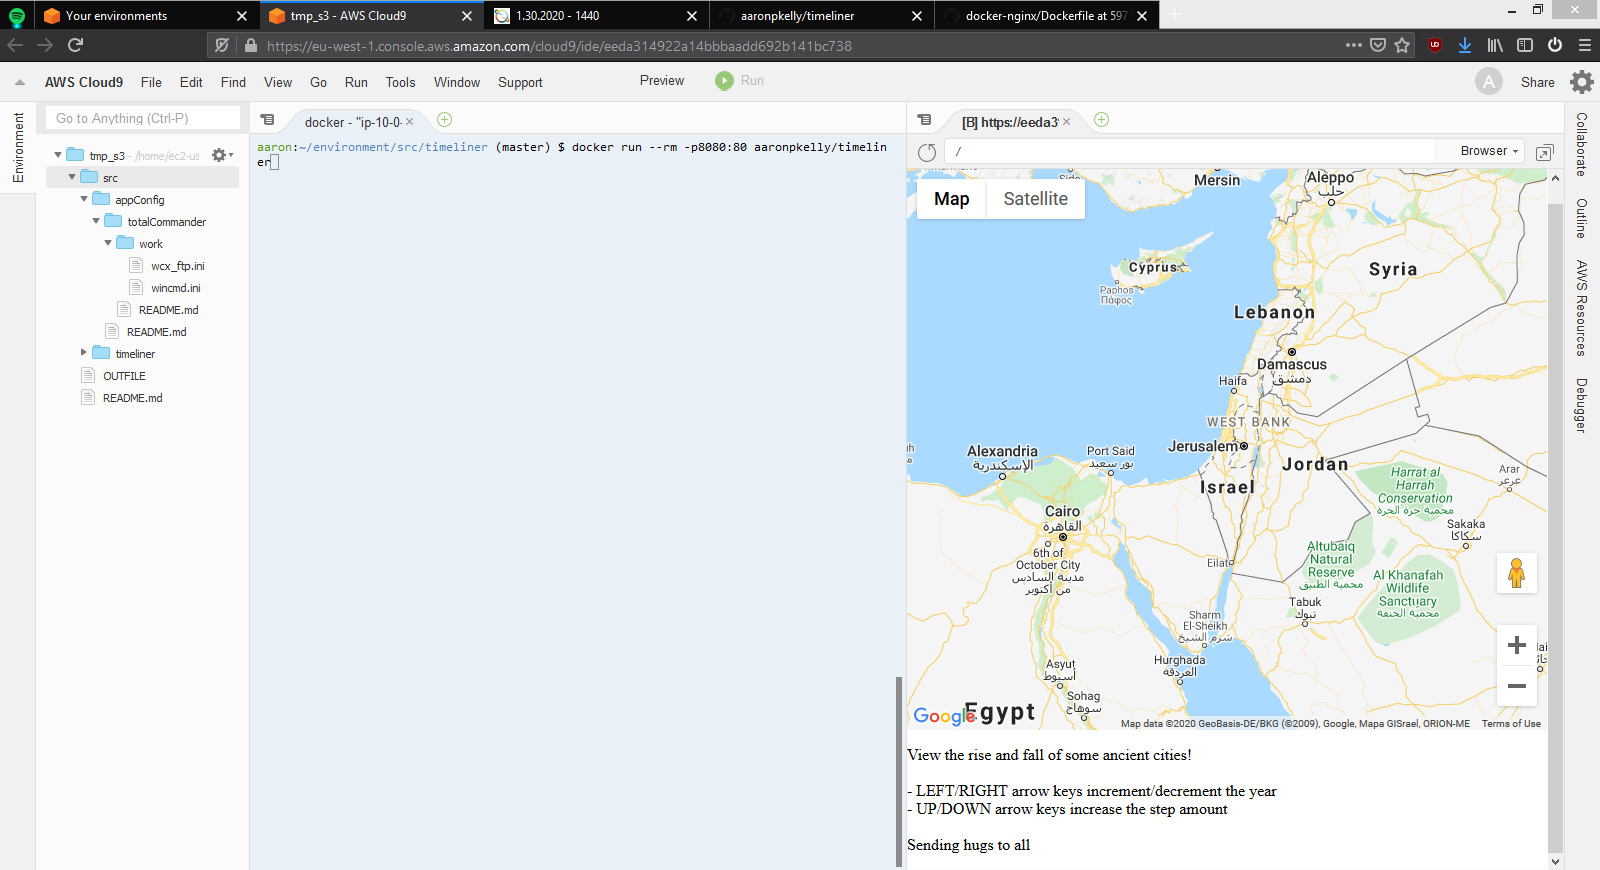 Your environments
tmp_s3 - AWS Cloud9
1.30.2020 - 1440
aaronpkelly/timeliner
docker-nginx/Dockerfile at 597
https://eu-west-1.console.aws.amazon.com/cloud9/ide/eeda314922a14bbbaadd692b141bc738
AWS Cloud9 File Edit Find View Go Run Tools Window Support Preview Run A Share
Go to Anything (Ctrl-P)
Environment
tmp_s3 - /home/ec2-us
src
appConfig
totalCommander
work
wcx_ftp.ini
wincmd.ini
README.md
README.md
timeliner
OUTFILE
README.md
docker - "ip-10-0-
aaron:~/environment/src/timeliner (master) $ docker run --rm -p8080:80 aaronpkelly/timelin
er
[B] https://eeda3
/
Browser
Map Satellite
Mersin
Aleppo
حلب
Cyprus
Paphos
Πάφος
Syria
Lebanon
Damascus
دمشق
Haifa
WEST BANK
Jerusalem
Jordan
Israel
Alexandria
الإسكندرية
Port Said
بور سعيد
Cairo
القاهرة
6th of
October City
مدينة السادس
من أكتوبر
Eilat
Harrat al
Harrah
Conservation
محمية حرة الحرة
Arar
عرعر
Sakaka
سكاكا
Altubaiq
Natural
Reserve
محمية الطبيق
Al Khanafah
Wildlife
Sanctuary
محمية الخنفة
Tabuk
تبوك
Sharm
El-Sheikh
شرم الشيخ
Hurghada
الغردقة
Asyut
أسيوط
Sohag
سوهاج
Egypt
Google
Map data ©2020 GeoBasis-DE/BKG (©2009), Google, Mapa GISrael, ORION-ME Terms of Use
View the rise and fall of some ancient cities!
- LEFT/RIGHT arrow keys increment/decrement the year
- UP/DOWN arrow keys increase the step amount
Sending hugs to all
Collaborate
Outline
AWS Resources
Debugger